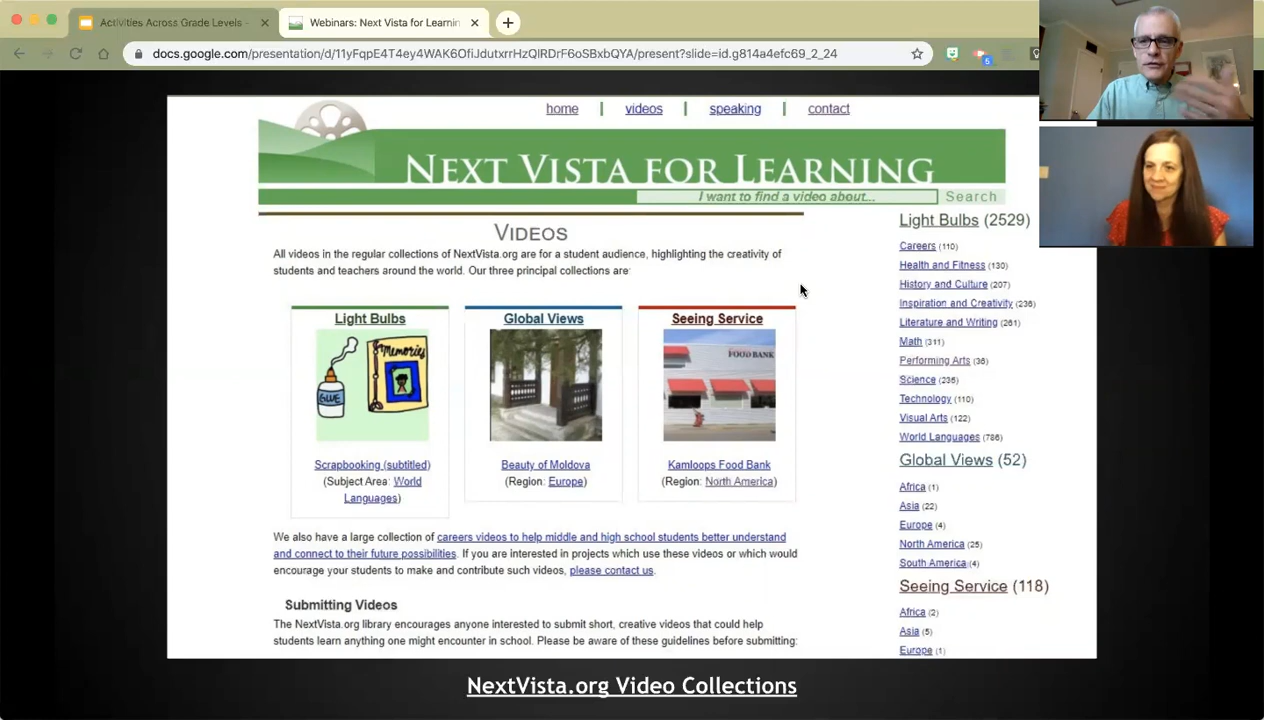 Activities Across Grade Levels -
Webinars: Next Vista for Learnin
docs.google.com/presentation/d/11yFqpE4T4ey4WAK6OfiJdutxrrHzQlRDrF6oSBxbQYA/present?slide=id.g814a4efc69_2_24
6
home | videos | speaking | contact
NEXT VISTA FOR LEARNING
I want to find a video about...
Search
VIDEOS
All videos in the regular collections of NextVista.org are for a student audience, highlighting the creativity of
students and teachers around the world. Our three principal collections are
Light Bulbs
Memories
GLUE
Scrapbooking (subtitled)
(Subject Area: World
Languages)
Global Views
Beauty of Moldova
(Region: Europe)
Seeing Service
FOOD BANK
Kamloops Food Bank
(Region: North America)
We also have a large collection of careers videos to help middle and high school students better understand
and connect to their future possibilities. If you are interested in projects which use these videos or which would
encourage your students to make and contribute such videos, please contact us.
Submitting Videos
The NextVista.org library encourages anyone interested to submit short, creative videos that could help
students learn anything one might encounter in school. Please be aware of these guidelines before submitting:
Light Bulbs (2529)
Careers (110)
Health and Fitness (130)
History and Culture (207)
Inspiration and Creativity (236)
Literature and Writing (261)
Math (311)
Performing Arts (36)
Science (236)
Technology (110)
Visual Arts (122)
World Languages (786)
Global Views (52)
Africa (1)
Asia (22)
Europe (4)
North America (25)
South America (4)
Seeing Service (118)
Africa (2)
Asia (5)
Europe (1)
NextVista.org Video Collections